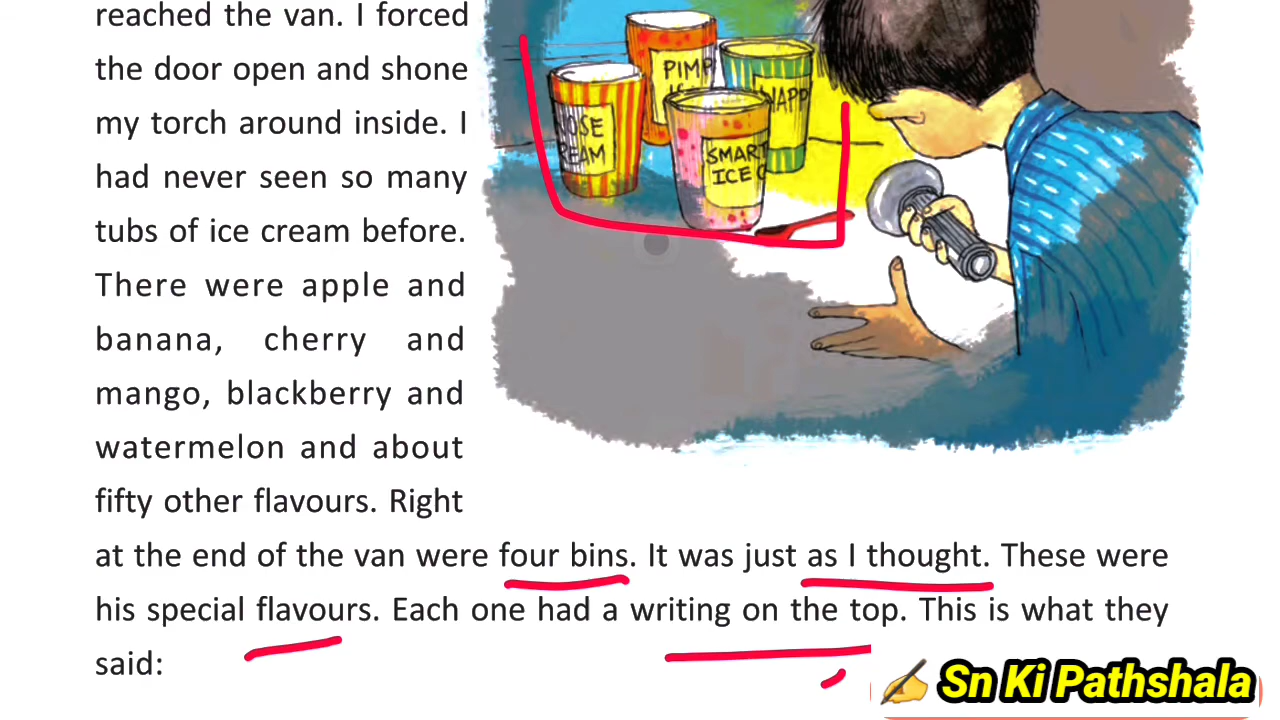 reached the van. I forced
the door open and shone
my torch around inside. I
had never seen so many
tubs of ice cream before.
There were apple and
banana, cherry and
mango, blackberry and
watermelon and about
fifty other flavours. Right
at the end of the van were four bins. It was just as I thought. These were
his special flavours. Each one had a writing on the top. This is what they
said:
PIMP
SMART
ICE C
Sn Ki Pathshala